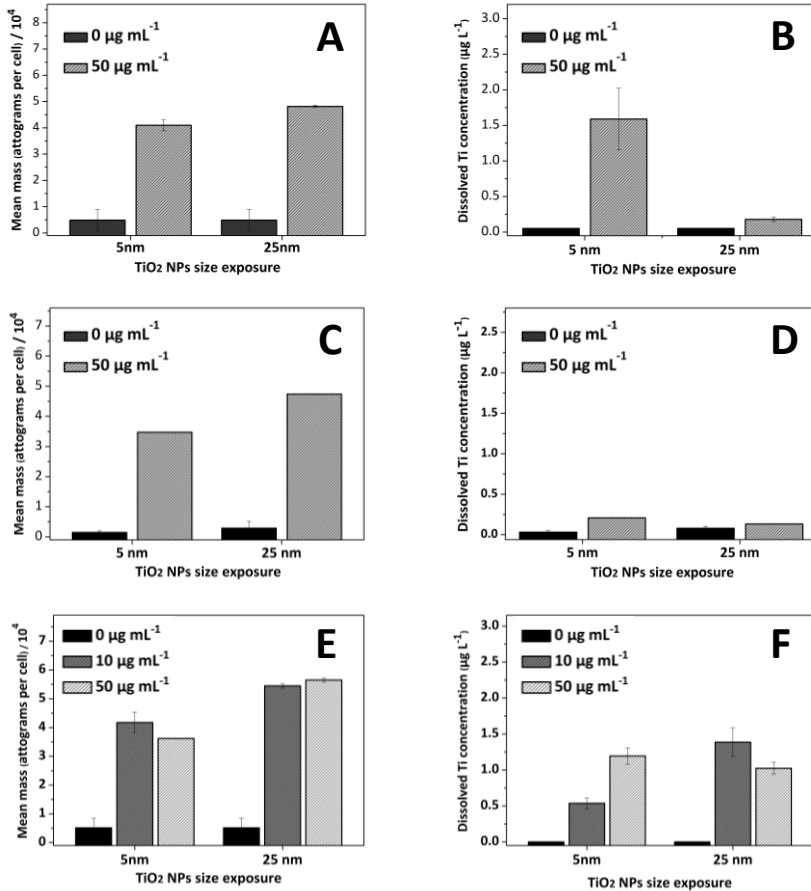 A
0 µg mL⁻¹
50 µg mL⁻¹
Mean mass (attograms per cell) / 10⁴
8
7
6
5
4
3
2
1
0
5nm
25nm
TiO₂ NPs size exposure
B
0 µg mL⁻¹
50 µg mL⁻¹
Dissolved Ti concentration (µg L⁻¹)
3.0
2.5
2.0
1.5
1.0
0.5
0.0
5 nm
25 nm
TiO₂ NPs size exposure
C
0 µg mL⁻¹
50 µg mL⁻¹
Mean mass (attograms per cell) / 10⁴
7
6
5
4
3
2
1
0
5 nm
25 nm
TiO₂ NPs size exposure
D
0 µg mL⁻¹
50 µg mL⁻¹
Dissolved Ti concentration (µg L⁻¹)
2.5
2.0
1.5
1.0
0.5
0.0
5 nm
25 nm
TiO₂ NPs size exposure
E
0 µg mL⁻¹
10 µg mL⁻¹
50 µg mL⁻¹
Mean mass (attograms per cell) / 10⁴
7
6
5
4
3
2
1
0
5nm
25 nm
TiO₂ NPs size exposure
F
0 µg mL⁻¹
10 µg mL⁻¹
50 µg mL⁻¹
Dissolved Ti concentration (µg L⁻¹)
3.0
2.5
2.0
1.5
1.0
0.5
0.0
5nm
25 nm
TiO₂ NPs size exposure